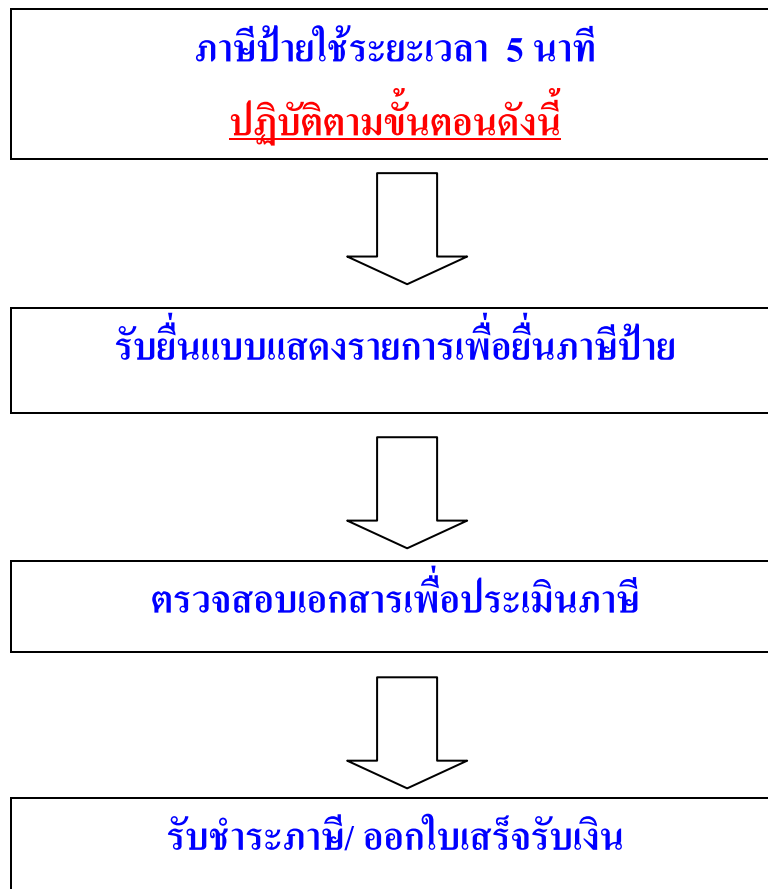 ภาษีป้ายใช้ระยะเวลา 5 นาที
ปฏิบัติตามขั้นตอนดังนี้
รับยื่นแบบแสดงรายการเพื่อยื่นภาษีป้าย
ตรวจสอบเอกสารเพื่อประเมินภาษี
รับชำระภาษี/ ออกใบเสร็จรับเงิน